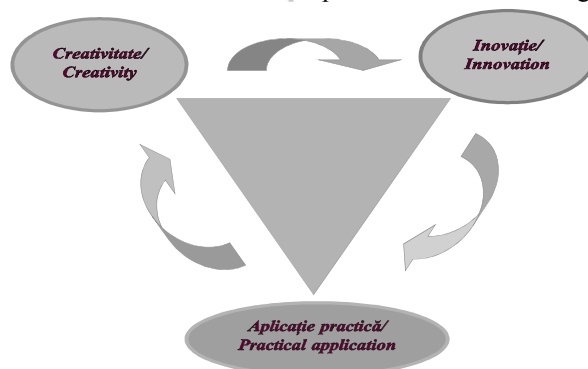 Creativitate/
Creativity
Inovație/
Innovation
Aplicație practică/
Practical application